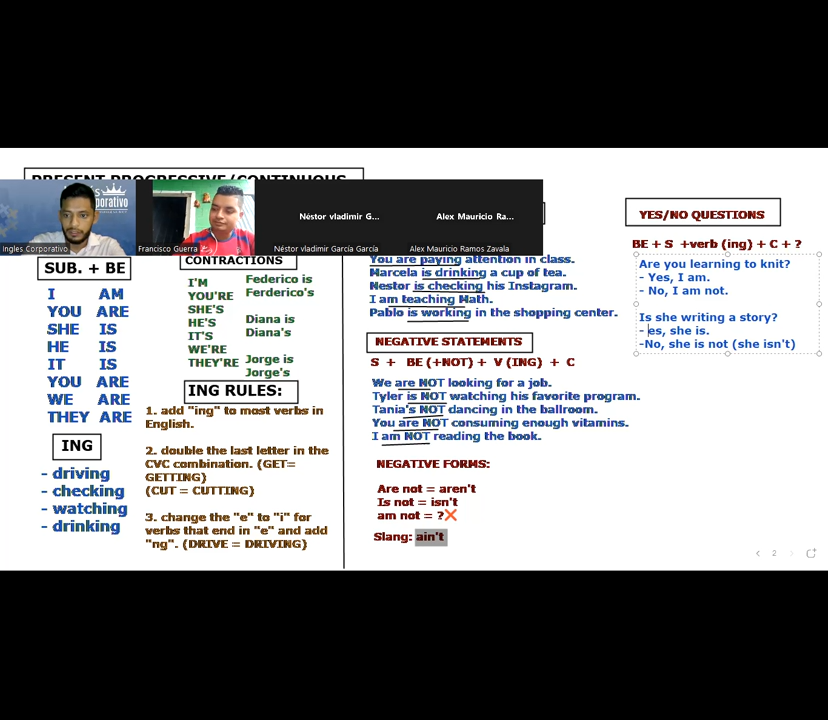 PRESENT PROGRESSIVE/CONTINUOUS
Inglés Corporativo
Francisco Guerra
Néstor vladimir G...
Néstor vladimir García García
Alex Mauricio Ra...
Alex Mauricio Ramos Zavala
SUB. + BE
I AM
YOU ARE
SHE IS
HE IS
IT IS
YOU ARE
WE ARE
THEY ARE
ING
- driving
- checking
- watching
- drinking
CONTRACTIONS
I'M
YOU'RE
SHE'S
HE'S
IT'S
WE'RE
THEY'RE
Federico is
Ferderico's
Diana is
Diana's
Jorge is
Jorge's
ING RULES:
1. add "ing" to most verbs in
English.
2. double the last letter in the
CVC combination. (GET=
GETTING)
(CUT = CUTTING)
3. change the "e" to "i" for
verbs that end in "e" and add
"ng". (DRIVE = DRIVING)
You are paying attention in class.
Marcela is drinking a cup of tea.
Nestor is checking his Instagram.
I am teaching Math.
Pablo is working in the shopping center.
NEGATIVE STATEMENTS
S + BE (+NOT) + V (ING) + C
We are NOT looking for a job.
Tyler is NOT watching his favorite program.
Tania's NOT dancing in the ballroom.
You are NOT consuming enough vitamins.
I am NOT reading the book.
NEGATIVE FORMS:
Are not = aren't
Is not = isn't
am not = ?❌
Slang: ain't
YES/NO QUESTIONS
BE + S +verb (ing) + C + ?
Are you learning to knit?
- Yes, I am.
- No, I am not.
Is she writing a story?
- es, she is.
-No, she is not (she isn't)
2